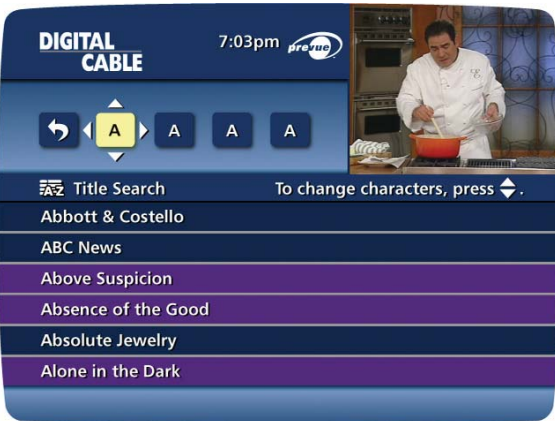 DIGITAL
CABLE
7:03pm prevue
A A A A
A-Z Title Search To change characters, press.
Abbott & Costello
ABC News
Above Suspicion
Absence of the Good
Absolute Jewelry
Alone in the Dark